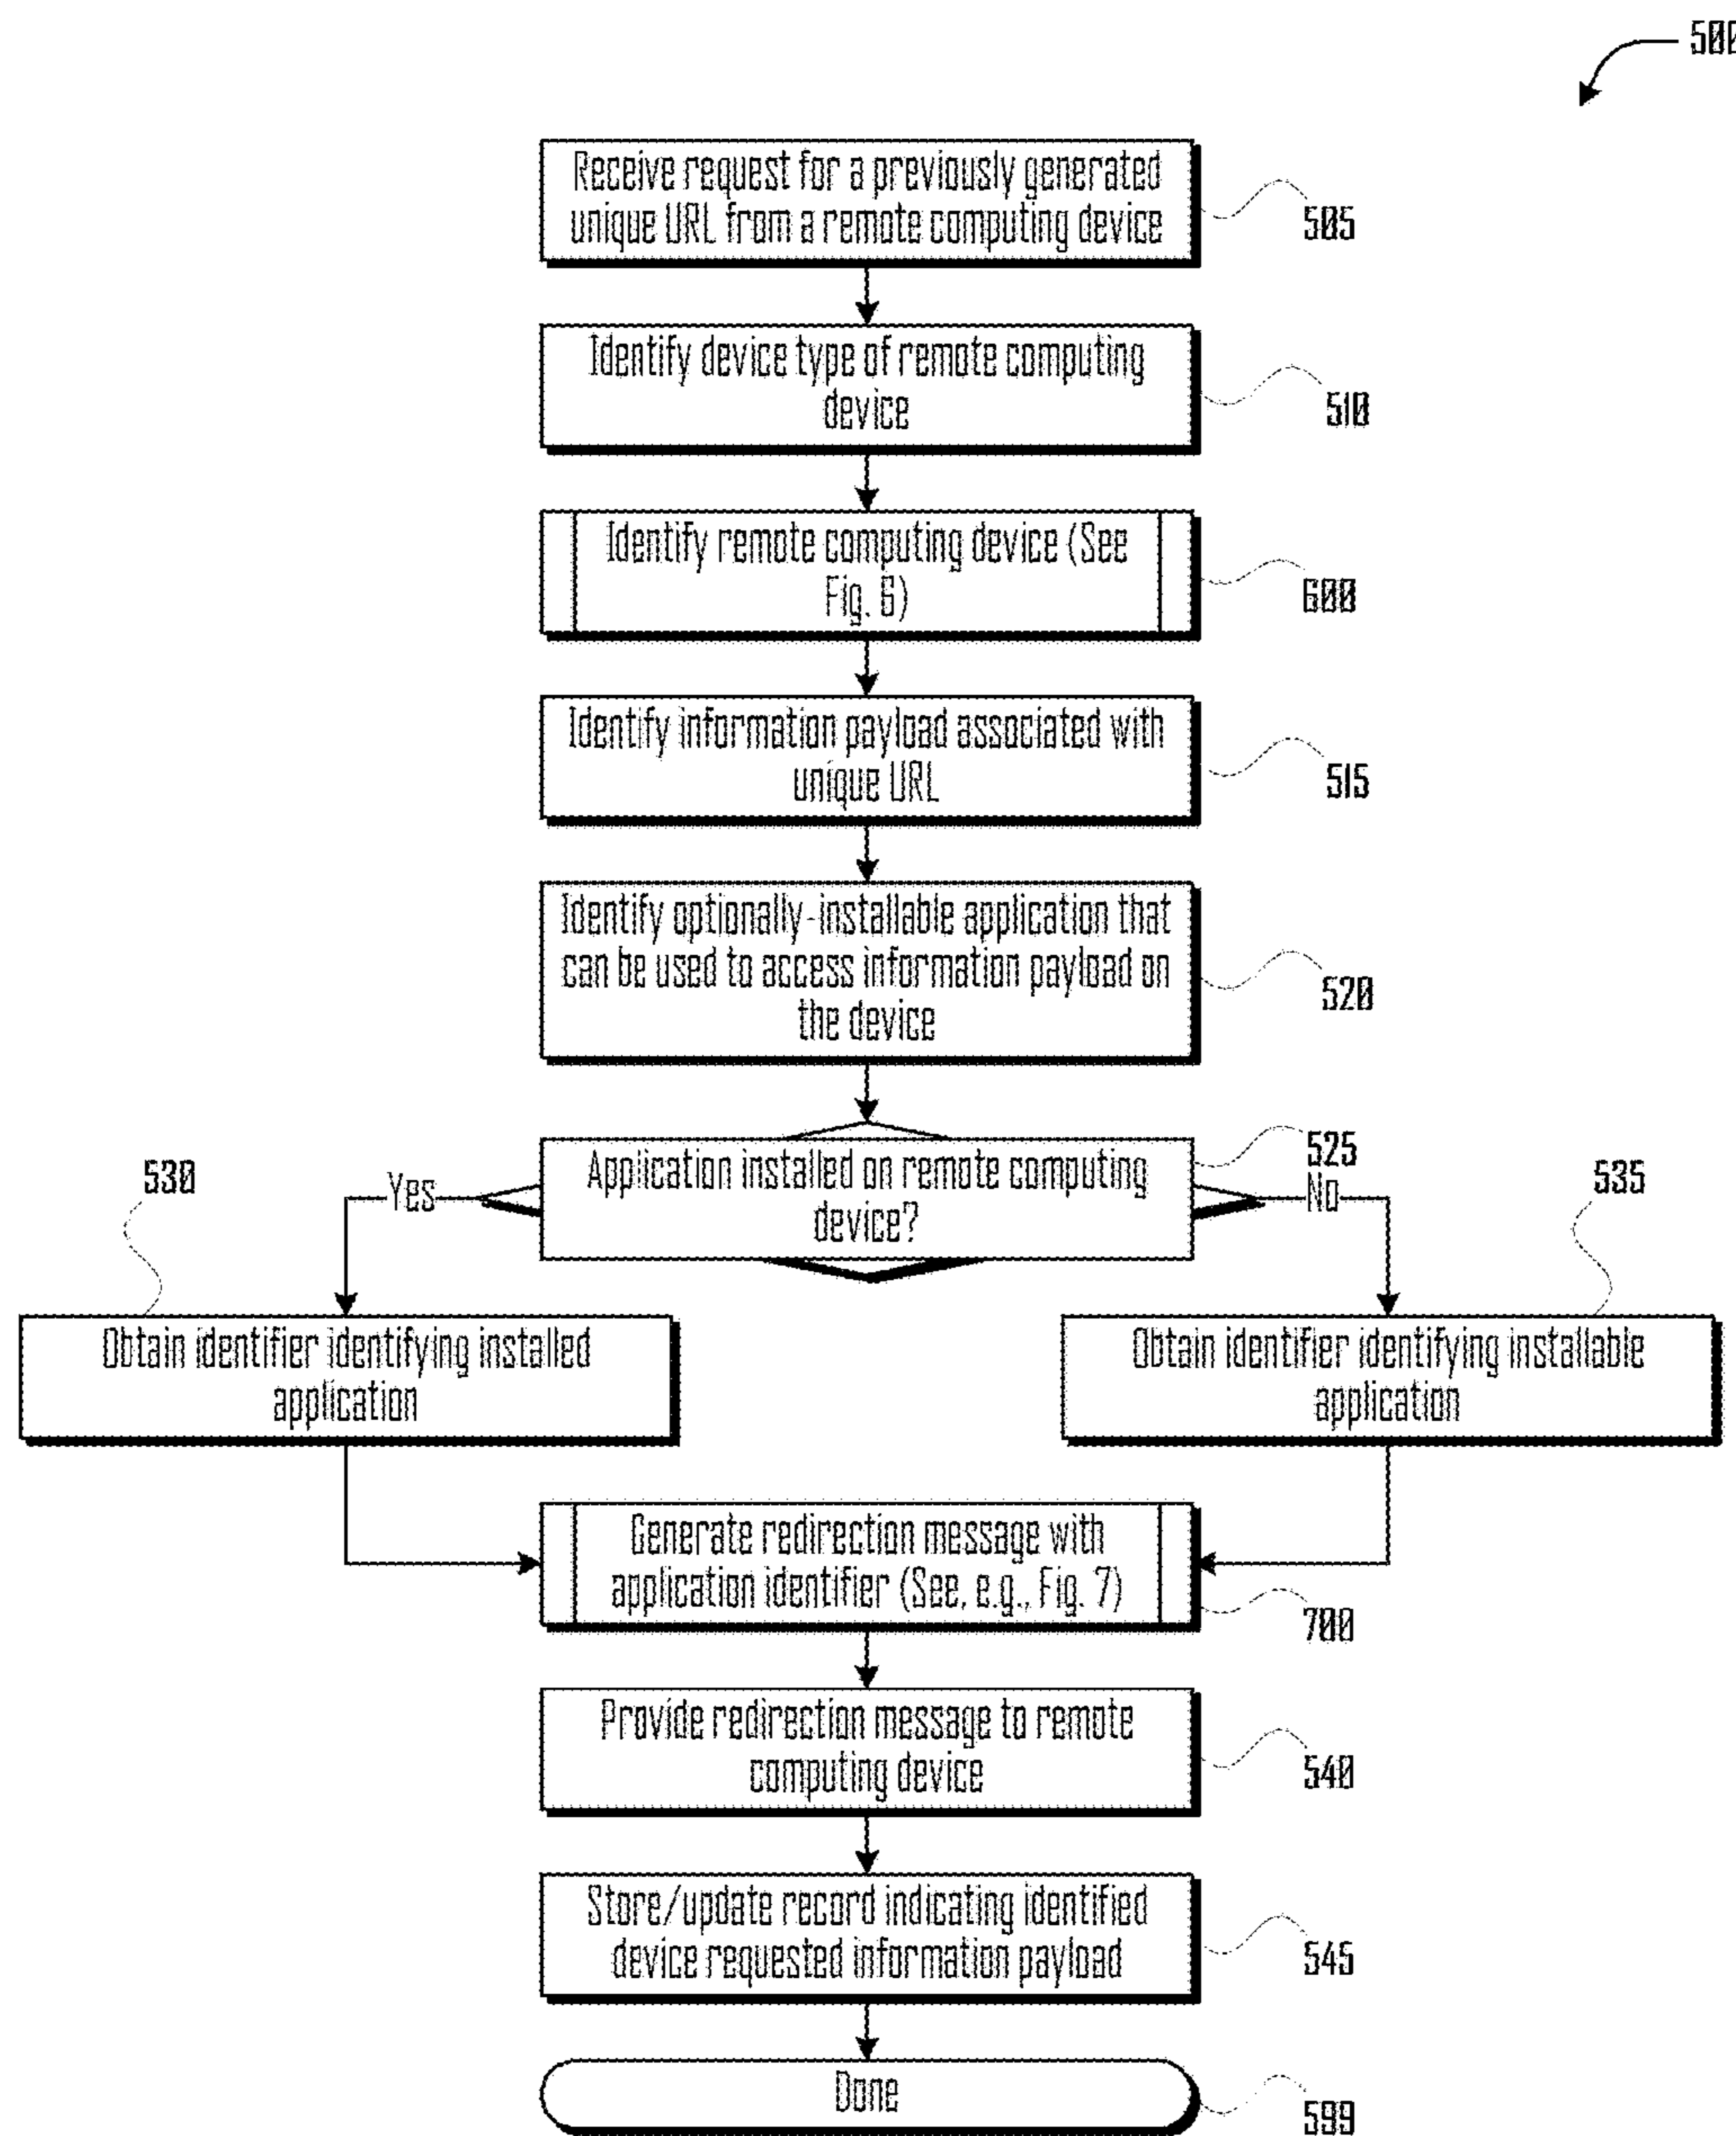 500
Receive request for a previously generated
unique URL from a remote computing device
505
Identify device type of remote computing
device
510
Identify remote computing device (See
Fig. 6)
600
Identify information payload associated with
unique URL
515
Identify optionally-installable application that
can be used to access information payload on
the device
520
Application installed on remote computing
device?
525
Yes
No
530
535
Obtain identifier identifying installed
application
Obtain identifier identifying installable
application
Generate redirection message with
application identifier (See, e.g., Fig. 7)
700
Provide redirection message to remote
computing device
540
Store/update record indicating identified
device requested information payload
545
Done
599